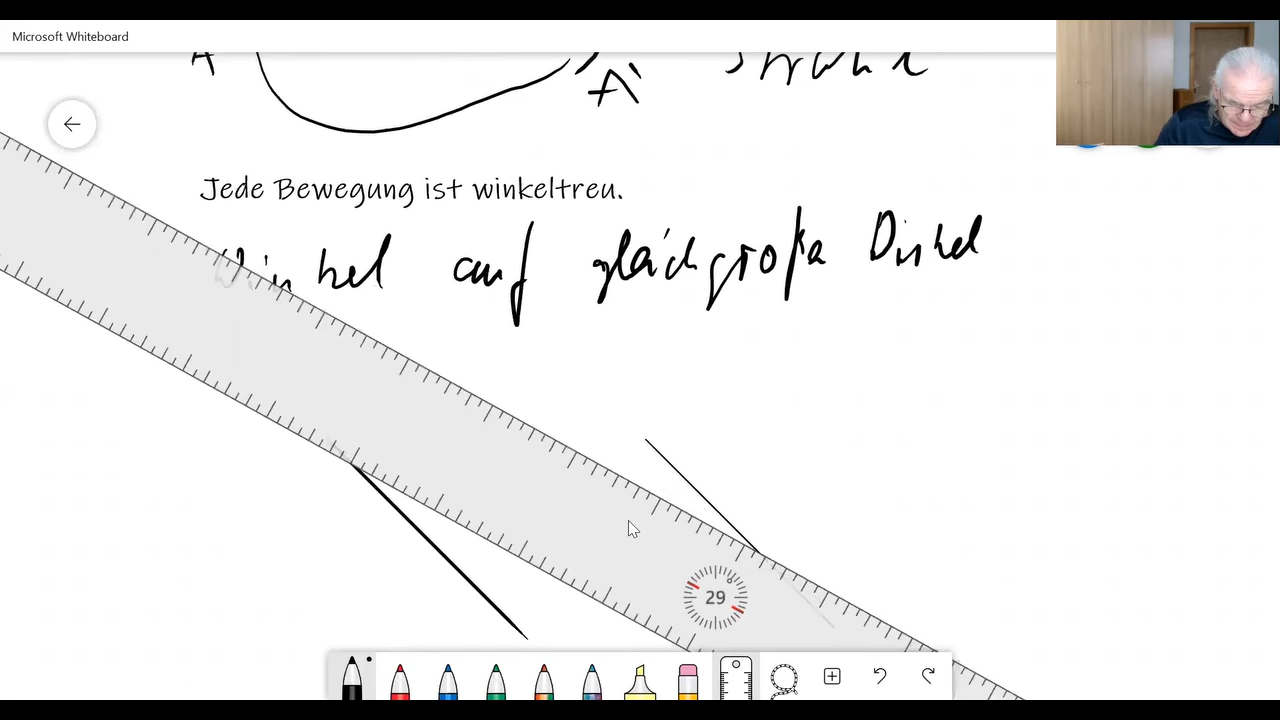 Microsoft Whiteboard
A A' Strahl
Jede Bewegung ist winkeltreu.
Winkel auf gleichgroße Winkel
29